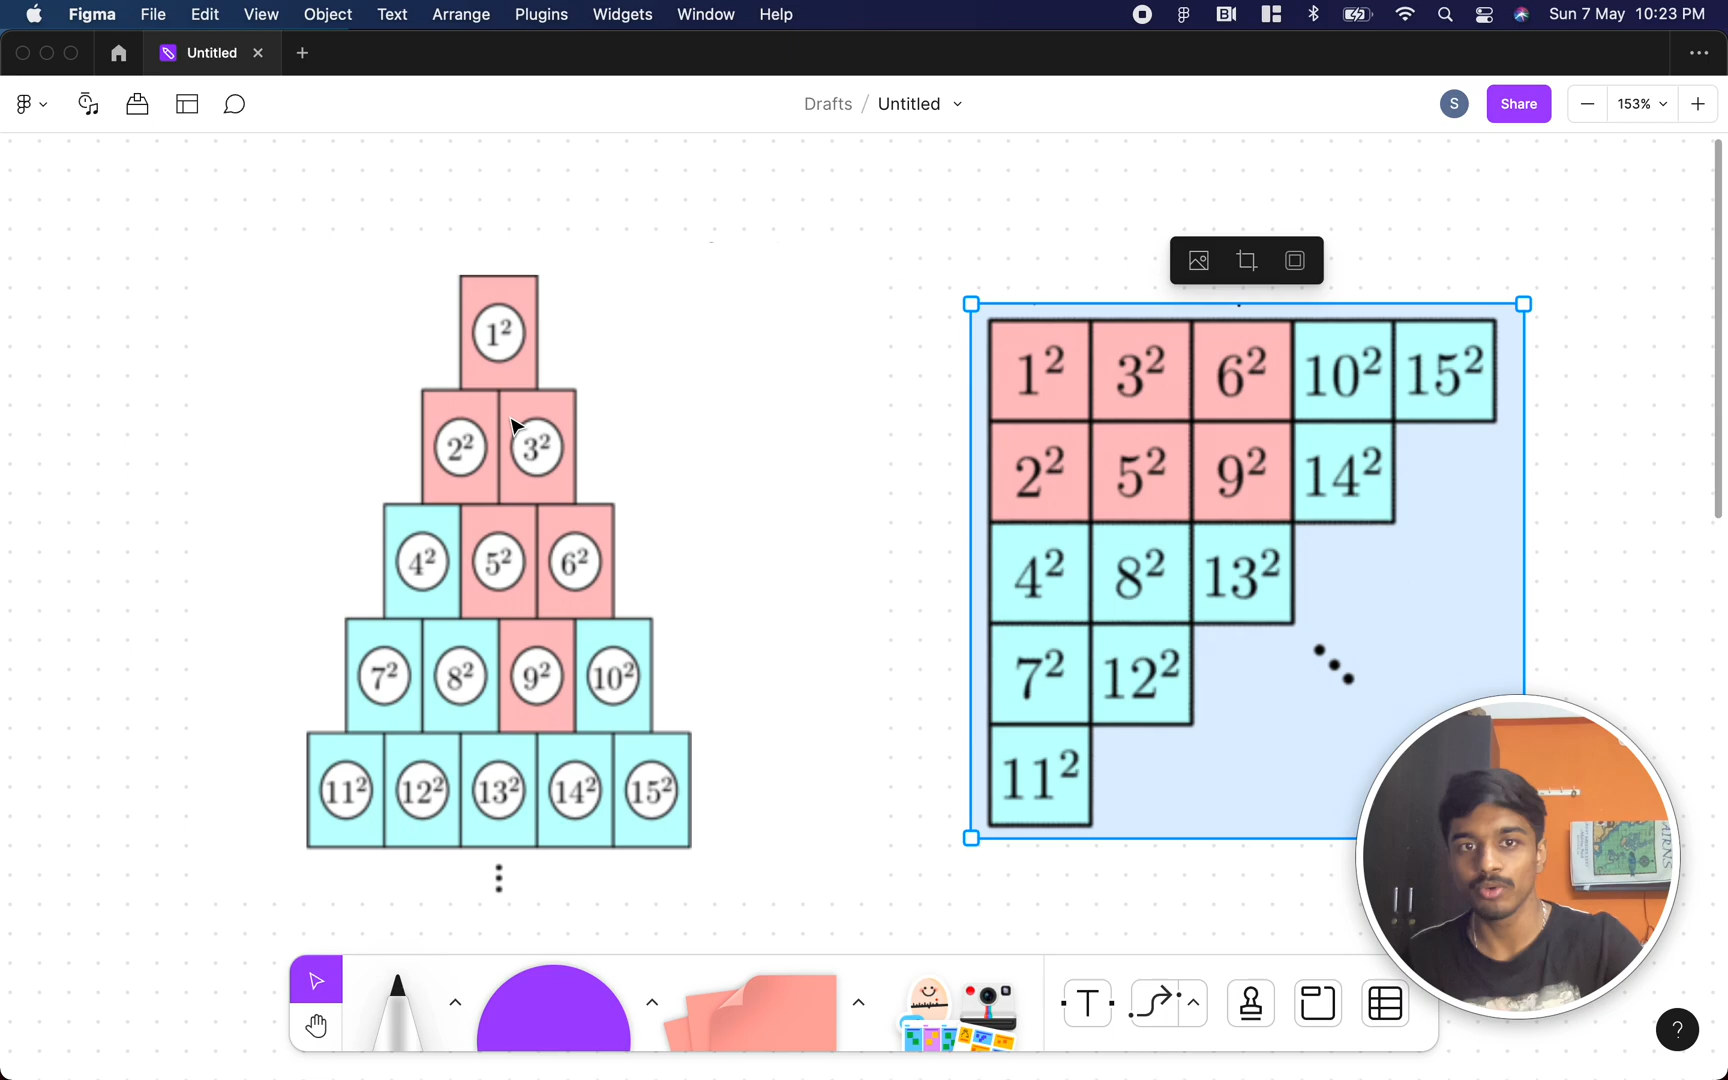 Figma File Edit View Object Text Arrange Plugins Widgets Window Help Sun 7 May 10:23 PM
Untitled
Drafts / Untitled S Share 153%
1²
2² 3²
4² 5² 6²
7² 8² 9² 10²
11² 12² 13² 14² 15²
1² 3² 6² 10² 15²
2² 5² 9² 14²
4² 8² 13²
7² 12²
11²
T
?